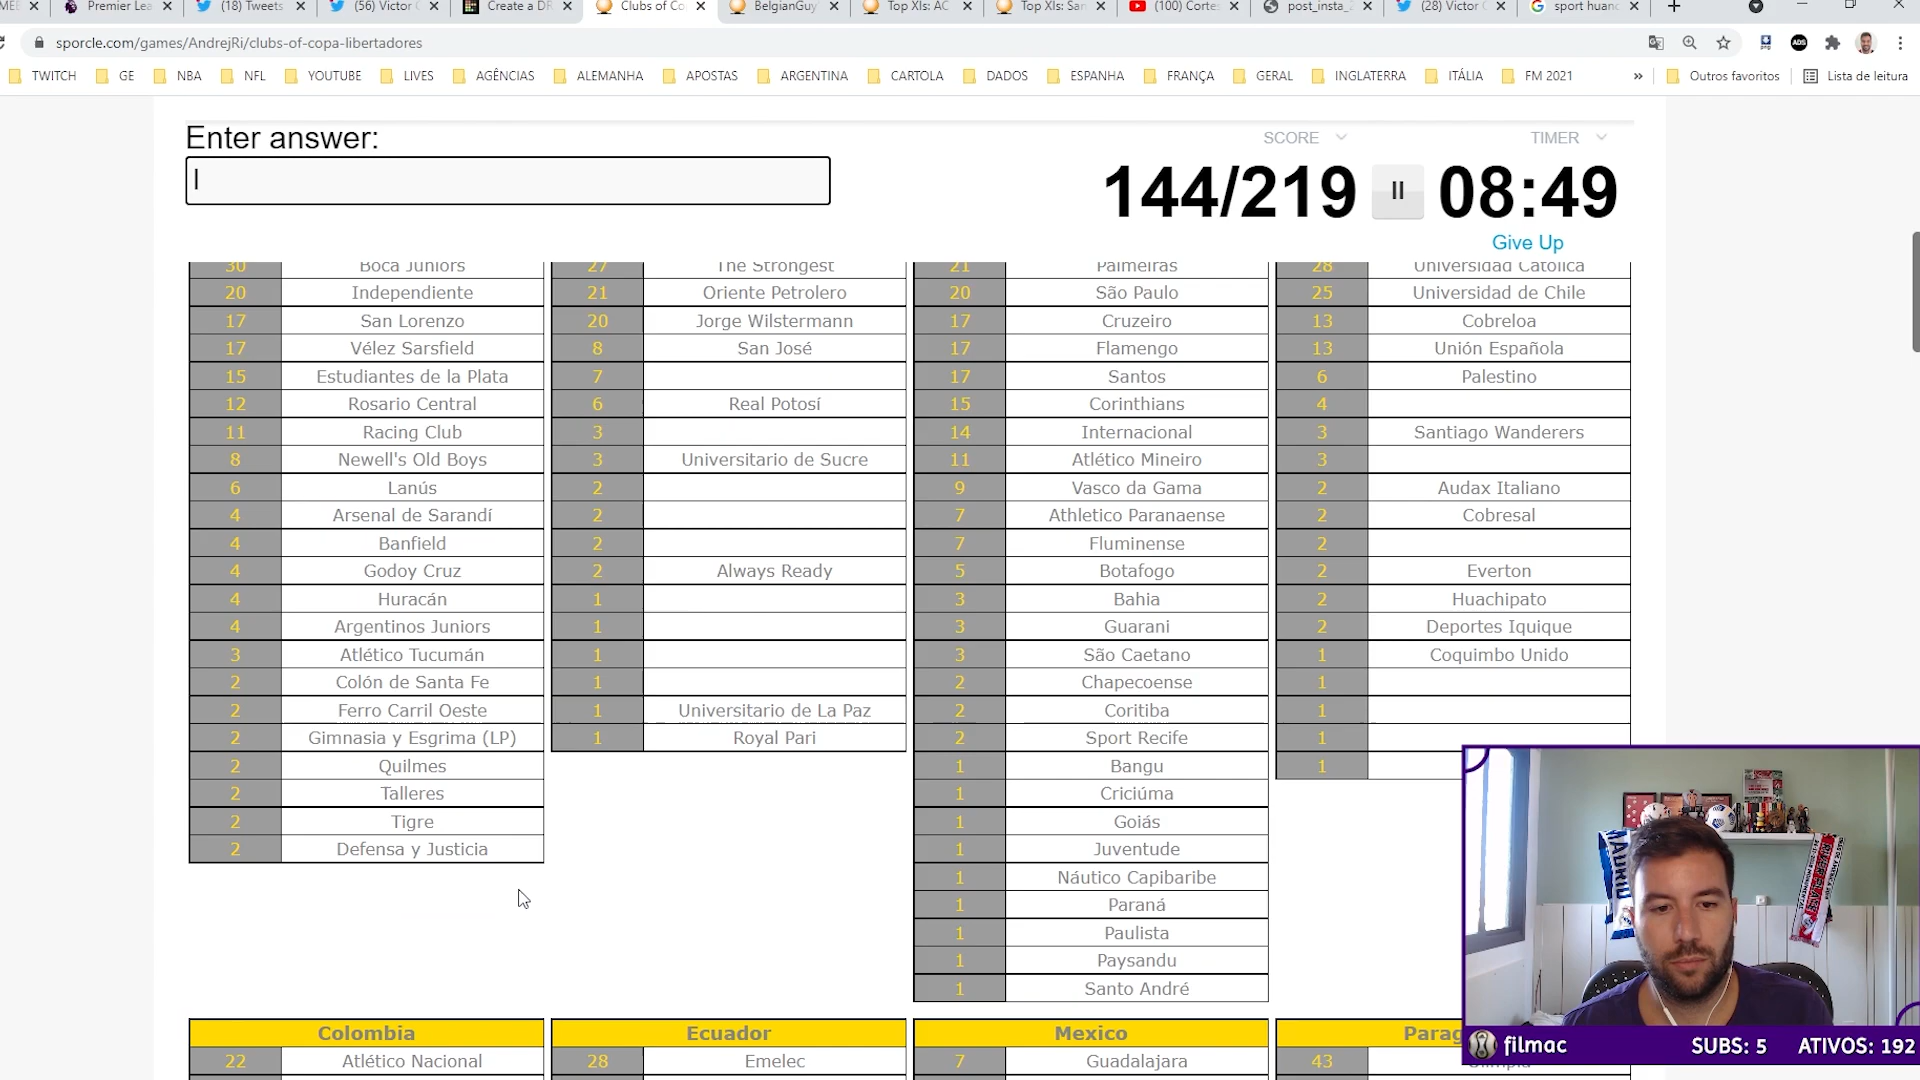 Premier Lea
(18) Tweets
(56) Victor
Create a DR
Clubs of Co
BelgianGuy
Top XIs: AC
Top XIs: San
(100) Cortes
post_insta_
(28) Victor
sport huanc
sporcle.com/games/AndrejRi/clubs-of-copa-libertadores
TWITCH GE NBA NFL YOUTUBE LIVES AGÊNCIAS ALEMANHA APOSTAS ARGENTINA CARTOLA DADOS ESPANHA FRANÇA GERAL INGLATERRA ITÁLIA FM 2021 » Outros favoritos Lista de leitura
Enter answer:
SCORE
TIMER
144/219
08:49
Give Up
30 Boca Juniors
20 Independiente
17 San Lorenzo
17 Vélez Sarsfield
15 Estudiantes de la Plata
12 Rosario Central
11 Racing Club
8 Newell's Old Boys
6 Lanús
4 Arsenal de Sarandí
4 Banfield
4 Godoy Cruz
4 Huracán
4 Argentinos Juniors
3 Atlético Tucumán
2 Colón de Santa Fe
2 Ferro Carril Oeste
2 Gimnasia y Esgrima (LP)
2 Quilmes
2 Talleres
2 Tigre
2 Defensa y Justicia
27 The Strongest
21 Oriente Petrolero
20 Jorge Wilstermann
8 San José
7
6 Real Potosí
3
3 Universitario de Sucre
2
2
2
2 Always Ready
1
1
1
1
1 Universitario de La Paz
1 Royal Pari
21 Palmeiras
20 São Paulo
17 Cruzeiro
17 Flamengo
17 Santos
15 Corinthians
14 Internacional
11 Atlético Mineiro
9 Vasco da Gama
7 Athletico Paranaense
7 Fluminense
5 Botafogo
3 Bahia
3 Guarani
3 São Caetano
2 Chapecoense
2 Coritiba
2 Sport Recife
1 Bangu
1 Criciúma
1 Goiás
1 Juventude
1 Náutico Capibaribe
1 Paraná
1 Paulista
1 Paysandu
1 Santo André
28 Universidad Católica
25 Universidad de Chile
13 Cobreloa
13 Unión Española
6 Palestino
4
3 Santiago Wanderers
3
2 Audax Italiano
2 Cobresal
2
2 Everton
2 Huachipato
2 Deportes Iquique
1 Coquimbo Unido
1
1
1
1
Colombia
22 Atlético Nacional
Ecuador
28 Emelec
Mexico
7 Guadalajara
Parag
43 Olimpia
filmac SUBS: 5 ATIVOS: 192